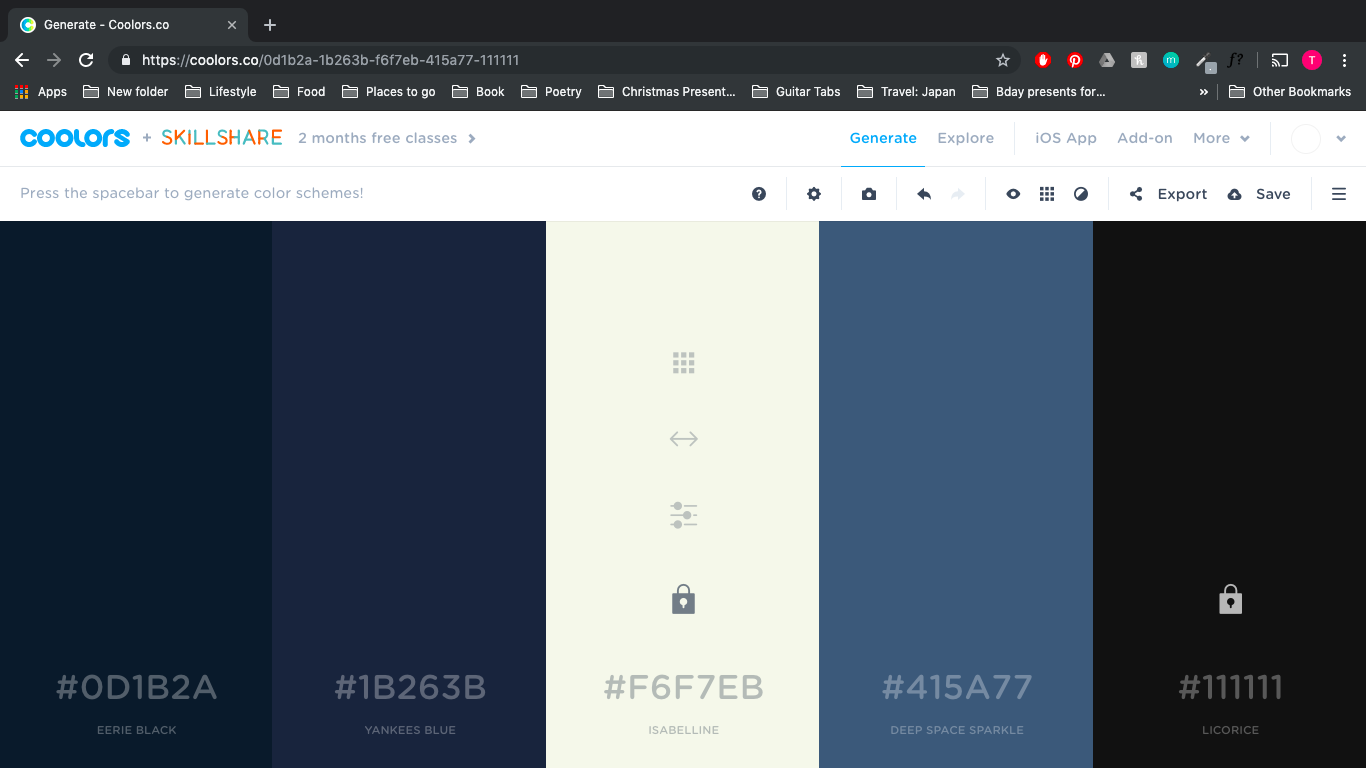 Generate - Coolors.co
https://coolors.co/0d1b2a-1b263b-f6f7eb-415a77-111111
T
Apps New folder Lifestyle Food Places to go Book Poetry Christmas Present... Guitar Tabs Travel: Japan Bday presents for... » Other Bookmarks
coolors + SKILLSHARE 2 months free classes Generate Explore iOS App Add-on More
Press the spacebar to generate color schemes! Export Save
#0D1B2A #1B263B #F6F7EB #415A77 #111111
EERIE BLACK YANKEES BLUE ISABELLINE DEEP SPACE SPARKLE LICORICE